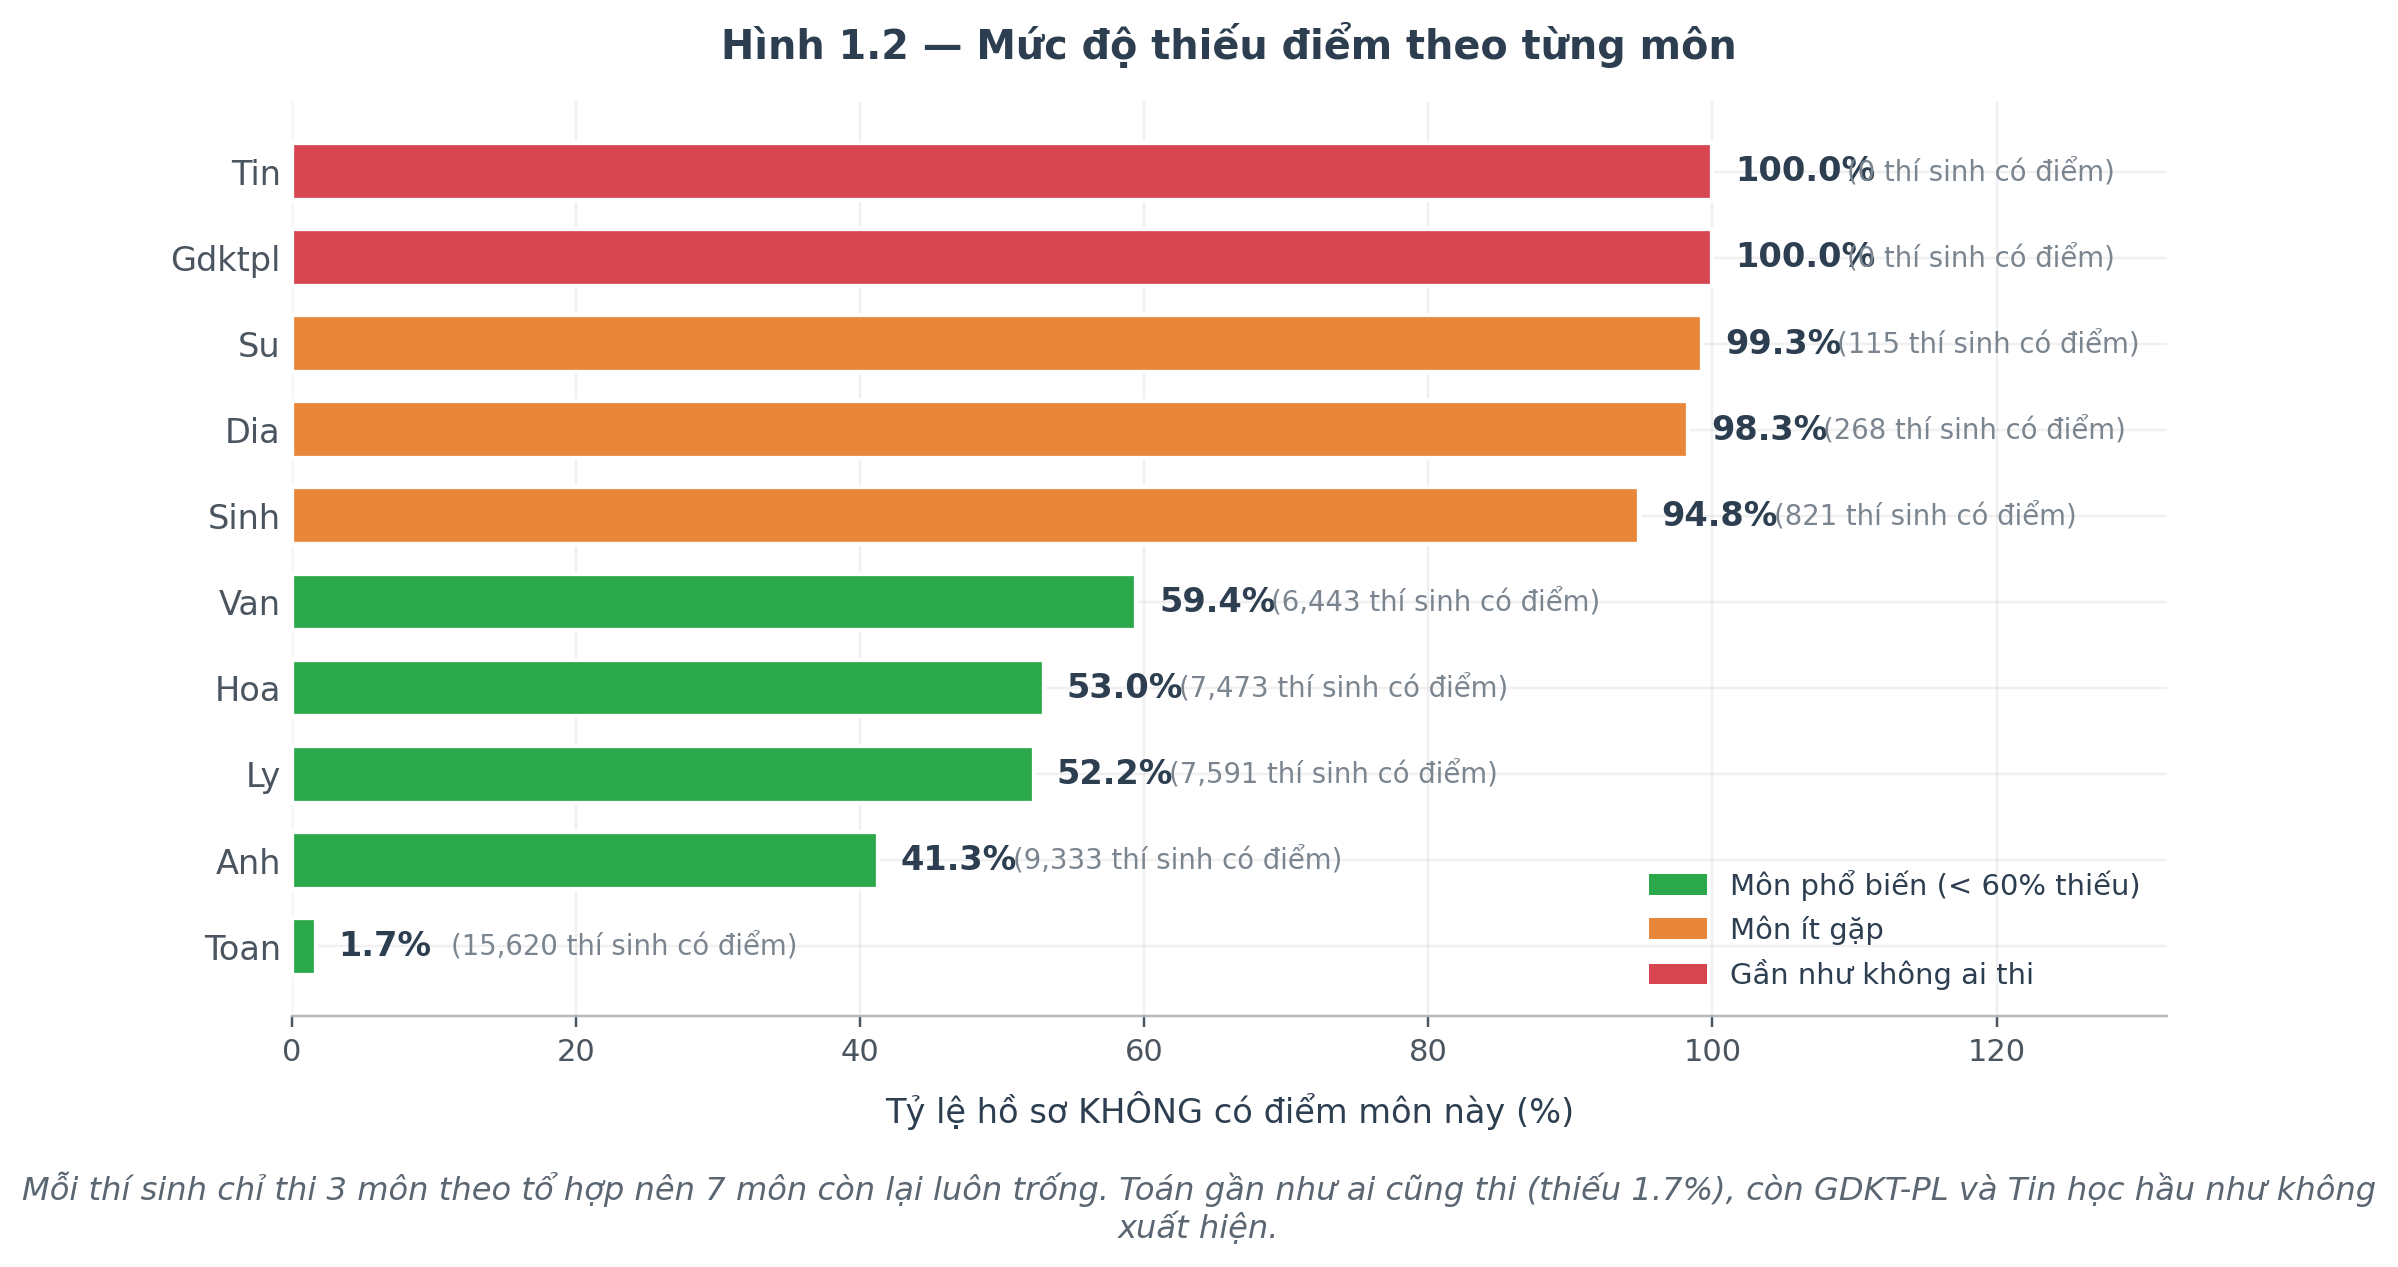 Hình 1.2 — Mức độ thiếu điểm theo từng môn
Tin 100.0% (0 thí sinh có điểm)
Gdktpl 100.0% (0 thí sinh có điểm)
Su 99.3% (115 thí sinh có điểm)
Dia 98.3% (268 thí sinh có điểm)
Sinh 94.8% (821 thí sinh có điểm)
Van 59.4% (6,443 thí sinh có điểm)
Hoa 53.0% (7,473 thí sinh có điểm)
Ly 52.2% (7,591 thí sinh có điểm)
Anh 41.3% (9,333 thí sinh có điểm)
Toan 1.7% (15,620 thí sinh có điểm)
Môn phổ biến (< 60% thiếu)
Môn ít gặp
Gần như không ai thi
0 20 40 60 80 100 120
Tỷ lệ hồ sơ KHÔNG có điểm môn này (%)
Mỗi thí sinh chỉ thi 3 môn theo tổ hợp nên 7 môn còn lại luôn trống. Toán gần như ai cũng thi (thiếu 1.7%), còn GDKT-PL và Tin học hầu như không
xuất hiện.